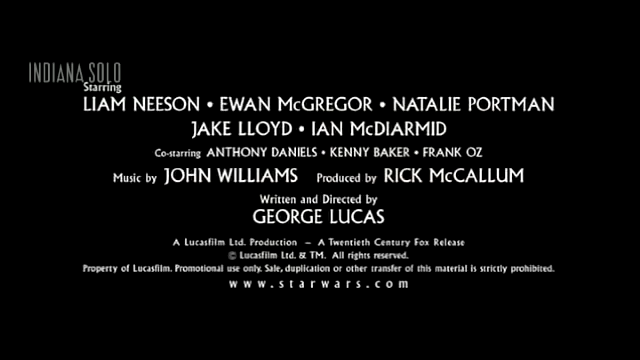 INDIANA SOLO
Starring
LIAM NEESON • EWAN McGREGOR • NATALIE PORTMAN
JAKE LLOYD • IAN McDIARMID
Co-starring ANTHONY DANIELS • KENNY BAKER • FRANK OZ
Music by JOHN WILLIAMS Produced by RICK McCALLUM
Written and Directed by
GEORGE LUCAS
A Lucasfilm Ltd. Production – A Twentieth Century Fox Release
© Lucasfilm Ltd. & TM. All rights reserved.
Property of Lucasfilm. Promotional use only. Sale, duplication or other transfer of this material is strictly prohibited.
www.starwars.com